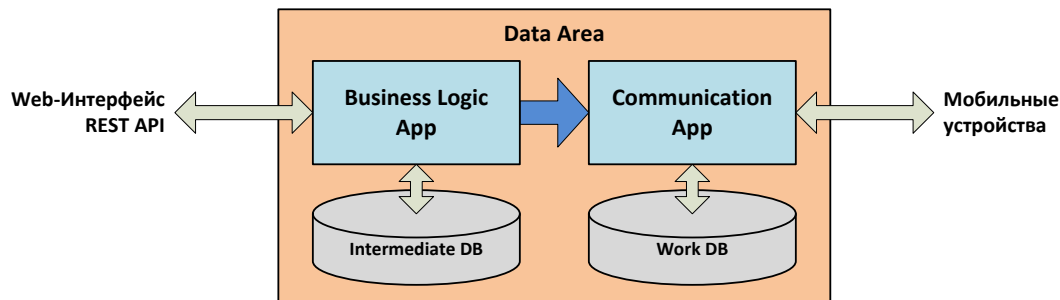 Data Area
Web-Интерфейс
REST API
Business Logic
App
Communication
App
Мобильные
устройства
Intermediate DB
Work DB